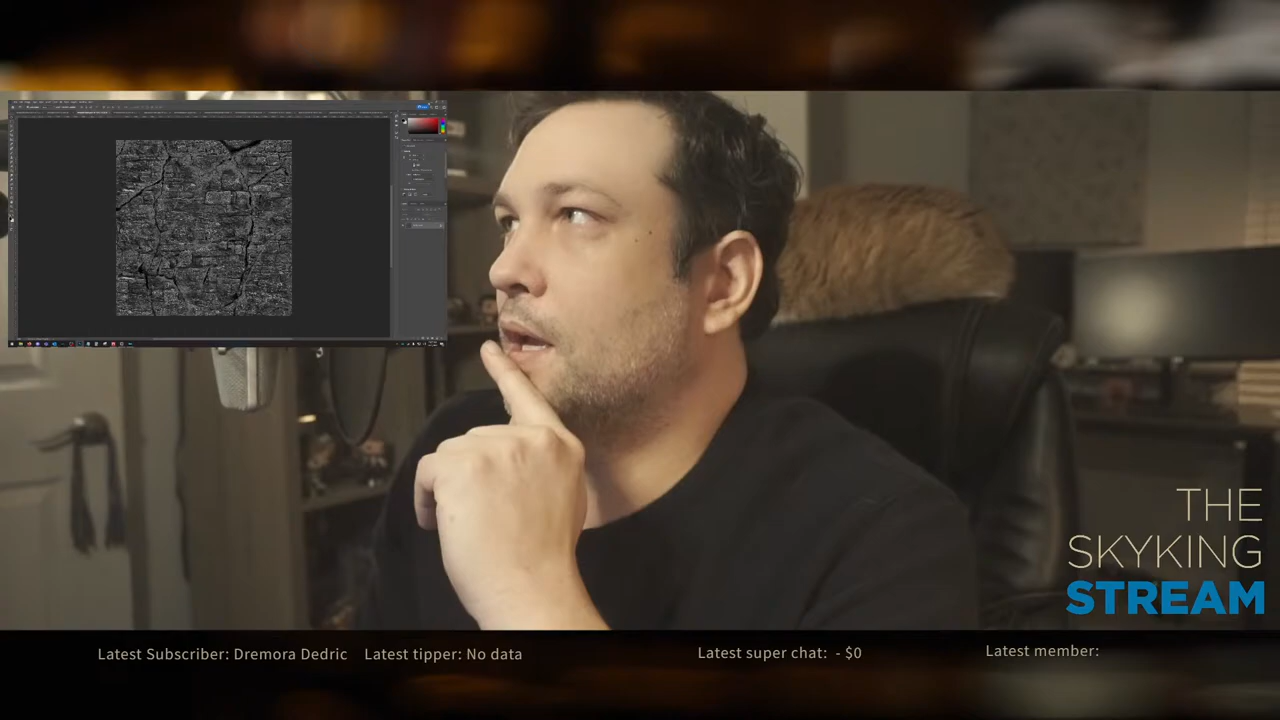 THE
SKYKING
STREAM
Latest Subscriber: Dremora Dedric Latest tipper: No data Latest super chat: - $0 Latest member: